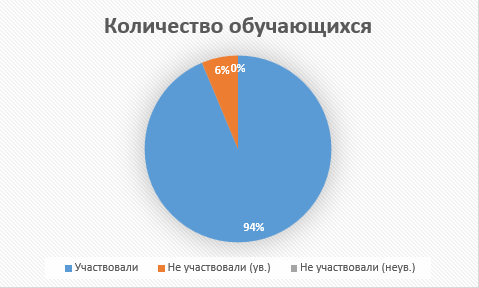 Количество обучающихся
6% 0%
94%
Участвовали Не участвовали (ув.) Не участвовали (неув.)